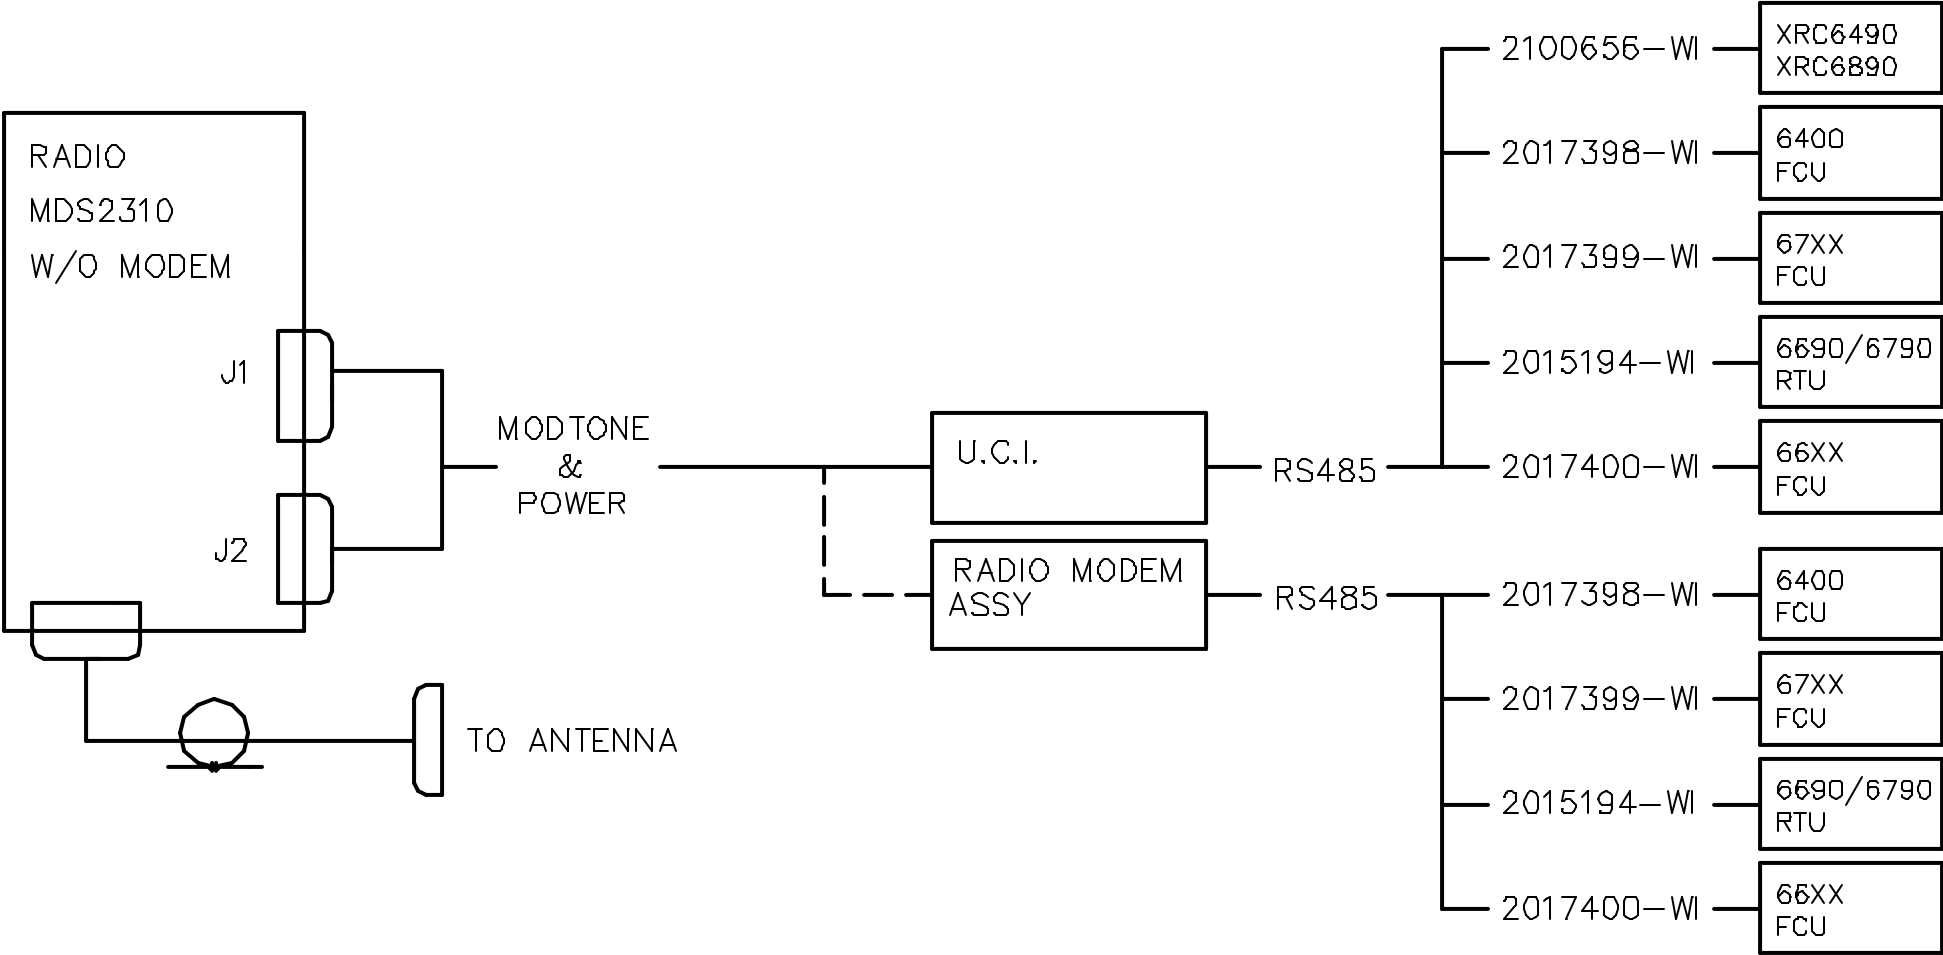 RADIO
MDS2310
W/O MODEM
J1
J2
TO ANTENNA
MODTONE
&
POWER
U.C.I.
RS485
RADIO MODEM
ASSY
RS485
2100656-WI
XRC6490
XRC6890
2017398-WI
6400
FCU
2017399-WI
67XX
FCU
2015194-WI
6690/6790
RTU
2017400-WI
66XX
FCU
2017398-WI
6400
FCU
2017399-WI
67XX
FCU
2015194-WI
6690/6790
RTU
2017400-WI
66XX
FCU